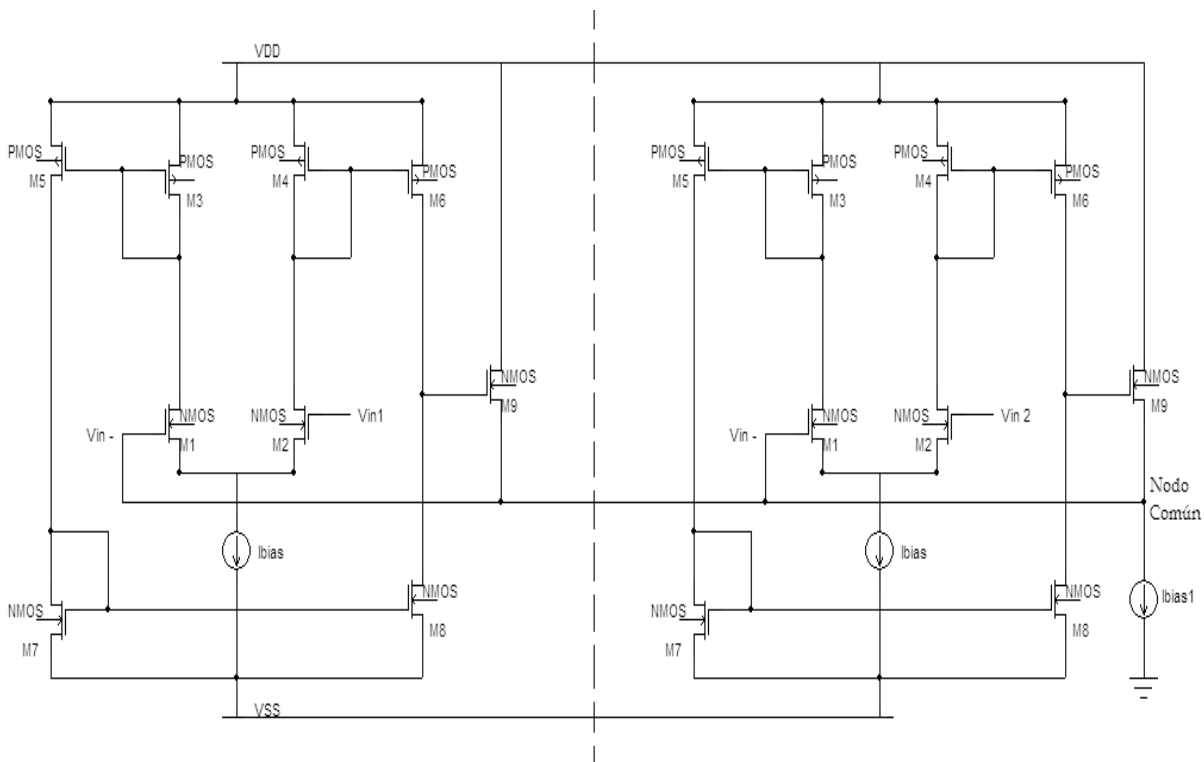 VDD
PMOS
M5
PMOS
M3
PMOS
M4
PMOS
M6
PMOS
M5
PMOS
M3
PMOS
M4
PMOS
M6
NMOS
M9
NMOS
M9
Vin -
NMOS
M1
NMOS
M2
Vin1
Vin -
NMOS
M1
NMOS
M2
Vin 2
Nodo
Común
Ibias
Ibias
Ibias1
NMOS
M7
NMOS
M8
NMOS
M7
NMOS
M8
VSS